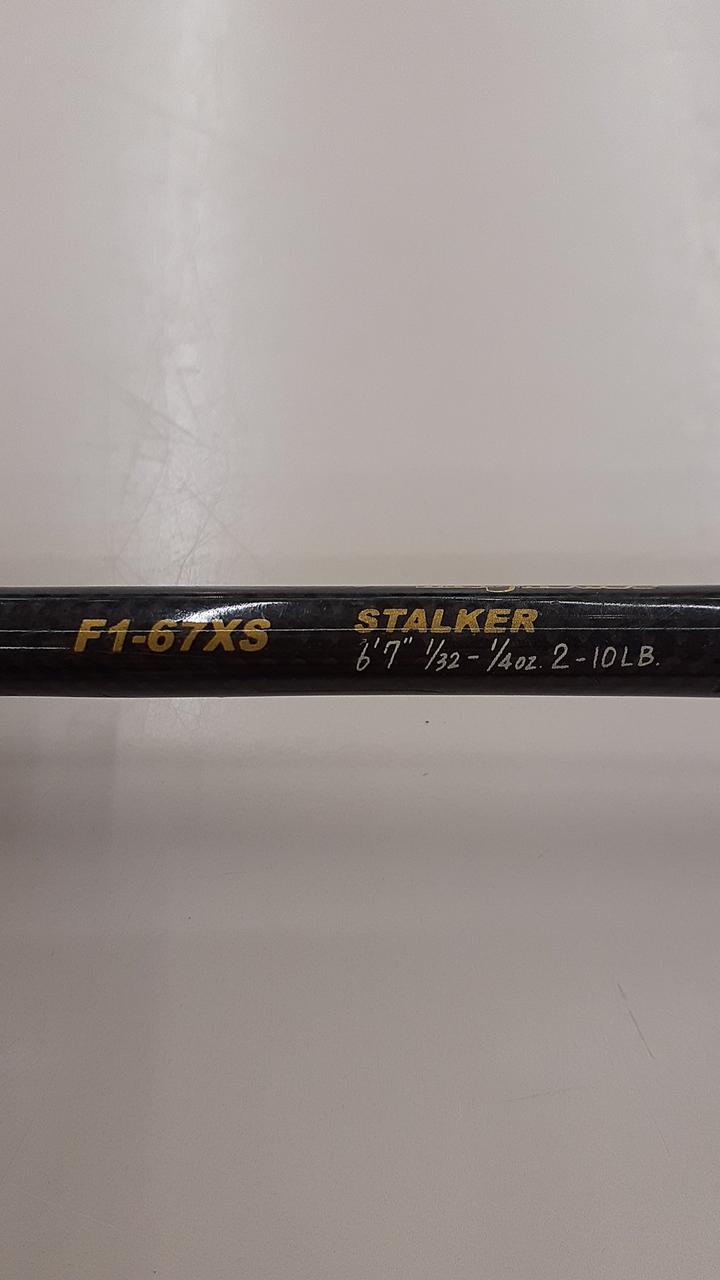 F1-67XS
STALKER
6'7" 1/32-1/4oz. 2-10LB.